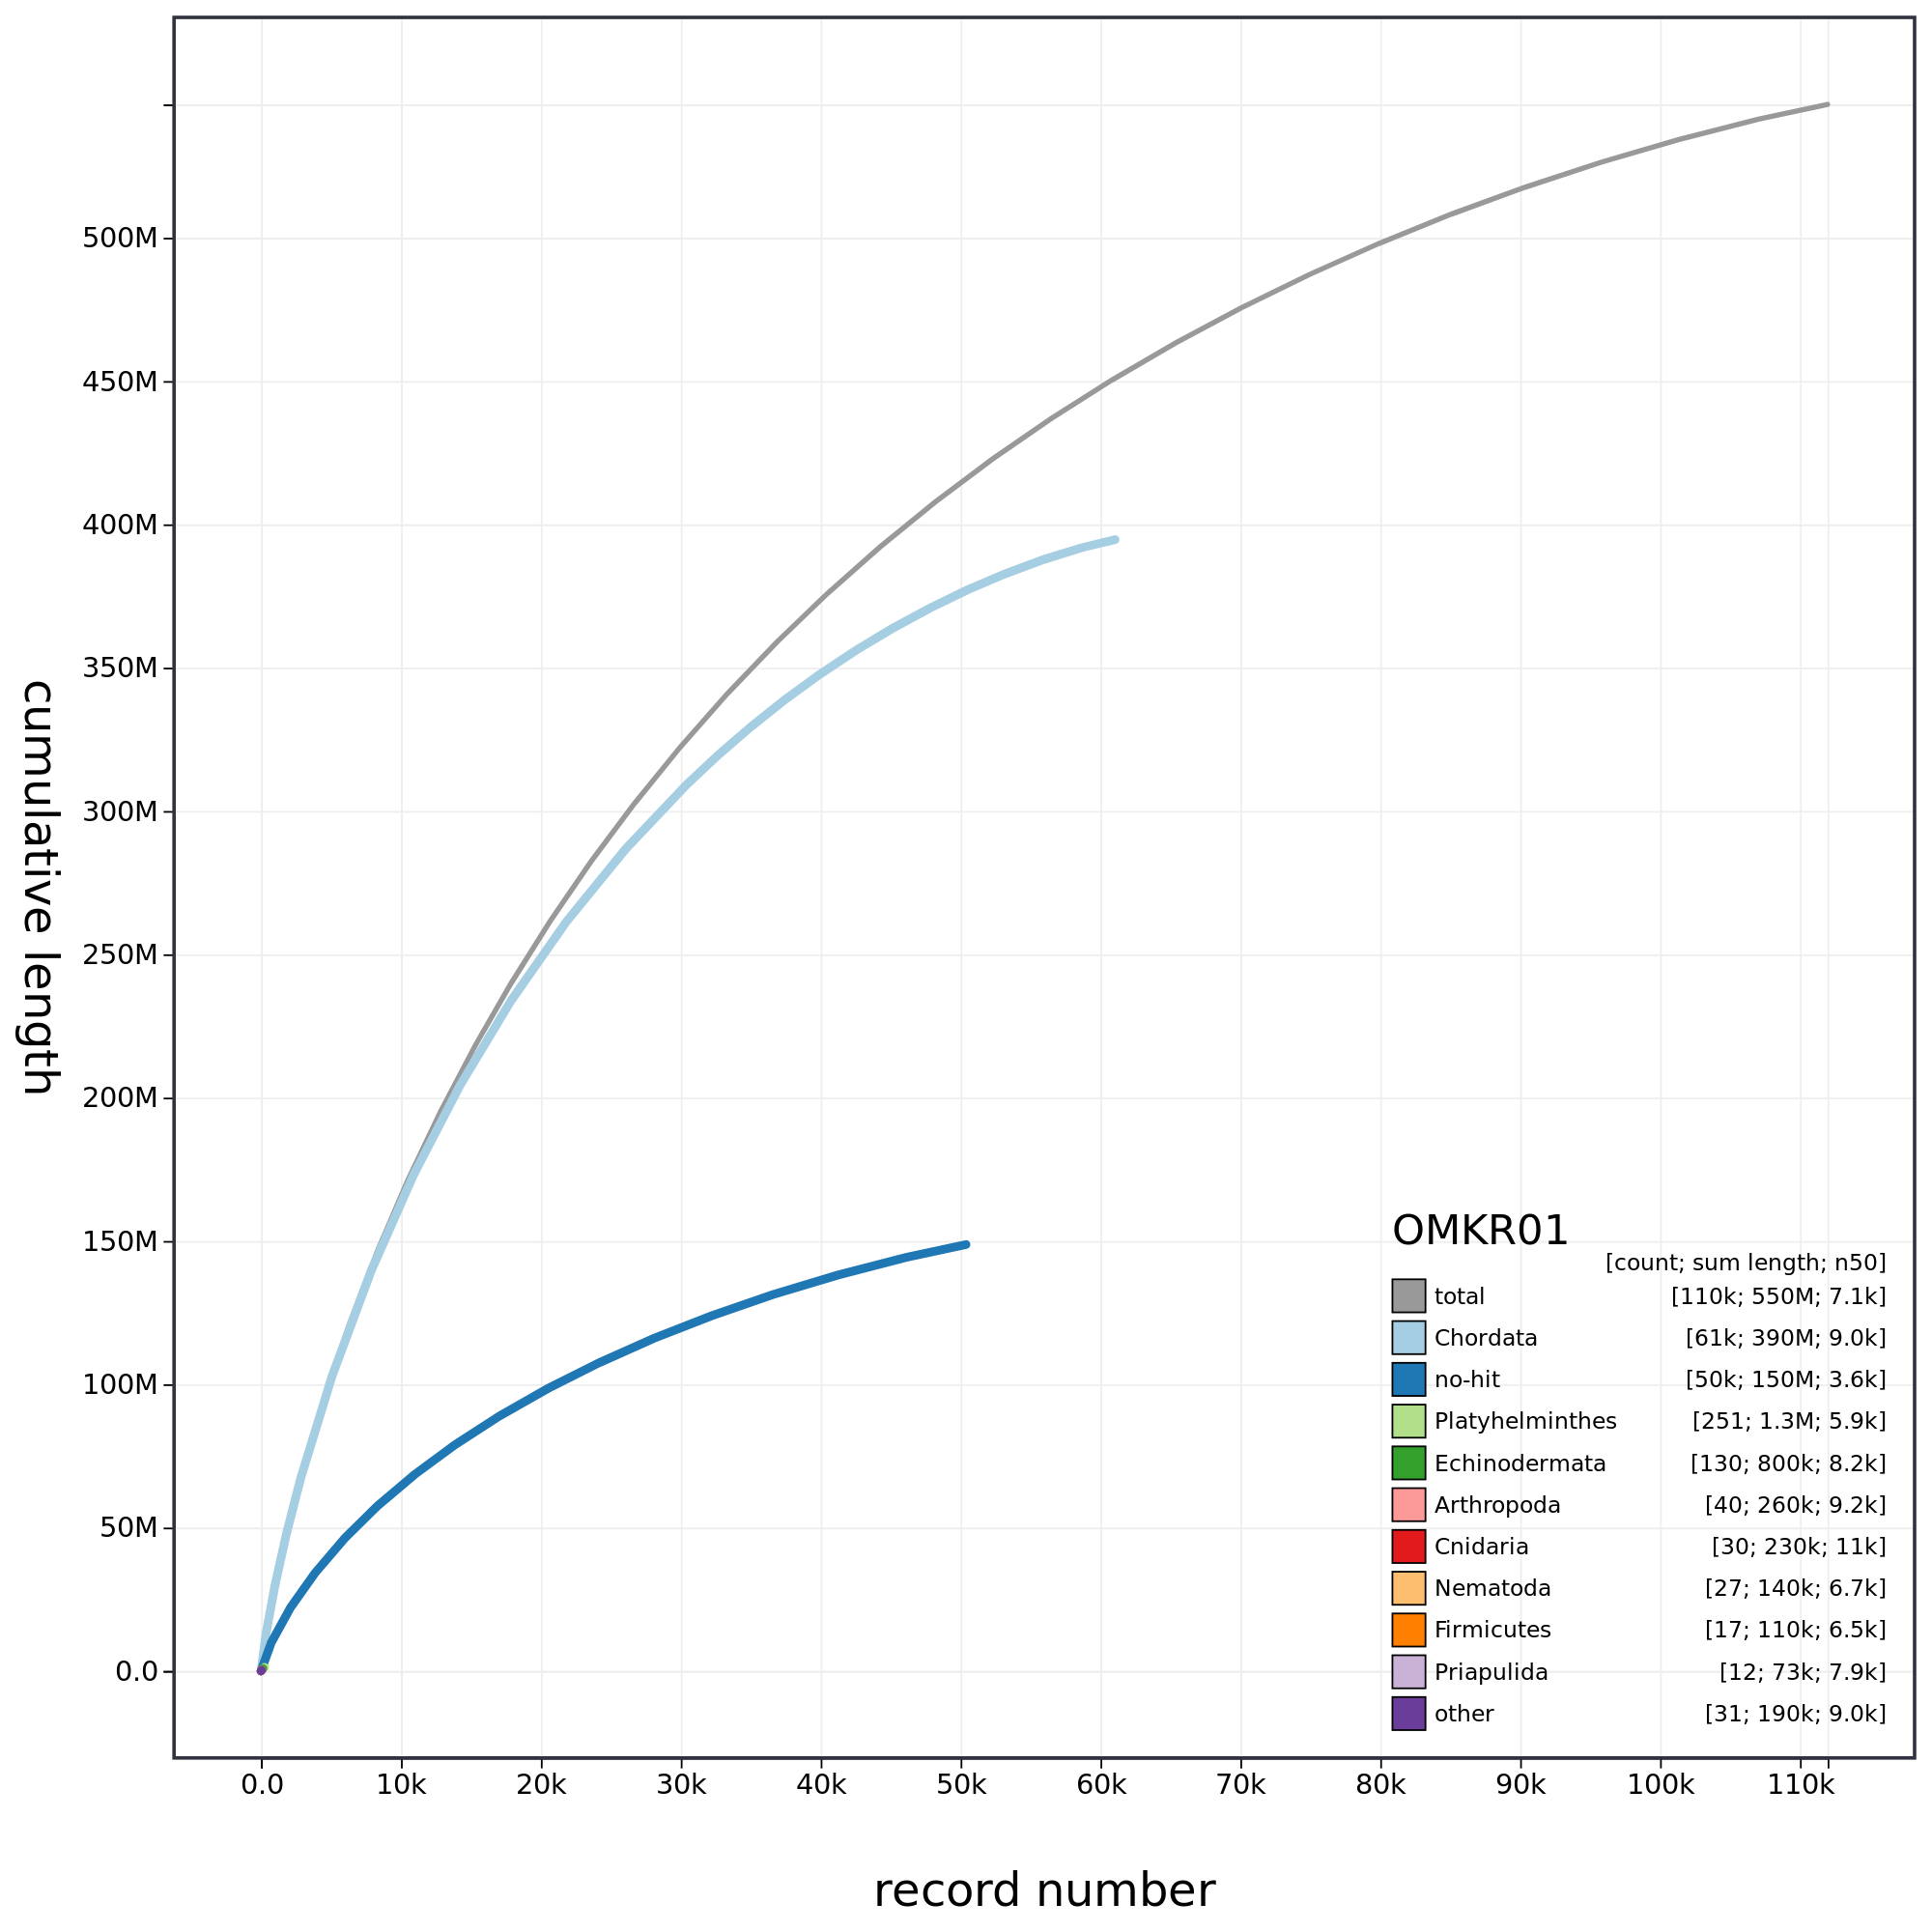 cumulative length
500M
450M
400M
350M
300M
250M
200M
150M
100M
50M
0.0
OMKR01
[count; sum length; n50]
total [110k; 550M; 7.1k]
Chordata [61k; 390M; 9.0k]
no-hit [50k; 150M; 3.6k]
Platyhelminthes [251; 1.3M; 5.9k]
Echinodermata [130; 800k; 8.2k]
Arthropoda [40; 260k; 9.2k]
Cnidaria [30; 230k; 11k]
Nematoda [27; 140k; 6.7k]
Firmicutes [17; 110k; 6.5k]
Priapulida [12; 73k; 7.9k]
other [31; 190k; 9.0k]
0.0 10k 20k 30k 40k 50k 60k 70k 80k 90k 100k 110k
record number